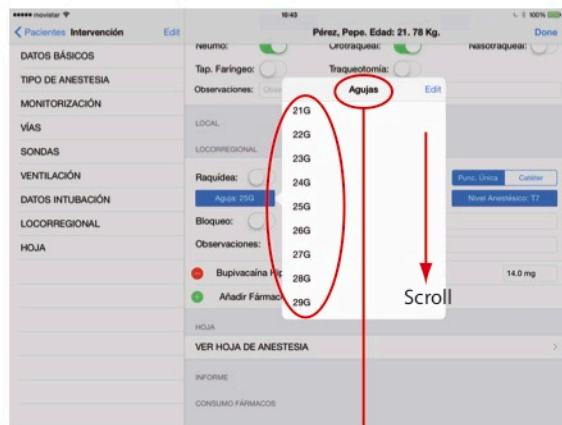 movistar 16:43 100%
Pacientes Intervención Edit
Pérez, Pepe. Edad: 21. 78 Kg. Done
DATOS BÁSICOS
TIPO DE ANESTESIA
MONITORIZACIÓN
VÍAS
SONDAS
VENTILACIÓN
DATOS INTUBACIÓN
LOCORREGIONAL
HOJA
Neumo: Orotraqueal: Nasotraqueal:
Tap. Faríngeo: Traqueotomía:
Observaciones:
LOCAL
LOCORREGIONAL
Raquídea: Punc. Única Catéter
Aguja: 25G Nivel Anestésico: T7
Bloqueo:
Observaciones:
Bupivacaína 14.0 mg
Añadir
HOJA
VER HOJA DE ANESTESIA
INFORME
CONSUMO FÁRMACOS
Agujas Edit
21G
22G
23G
24G
25G
26G
27G
28G
29G
Scroll